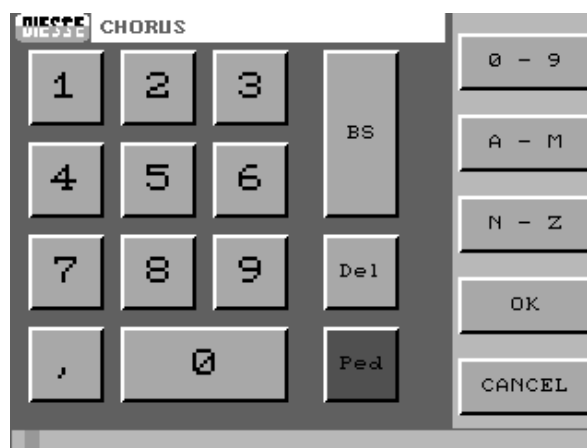 DIESSE CHORUS
1 2 3 BS
4 5 6
7 8 9 Del
, 0 Ped
0 - 9
A - M
N - Z
OK
CANCEL